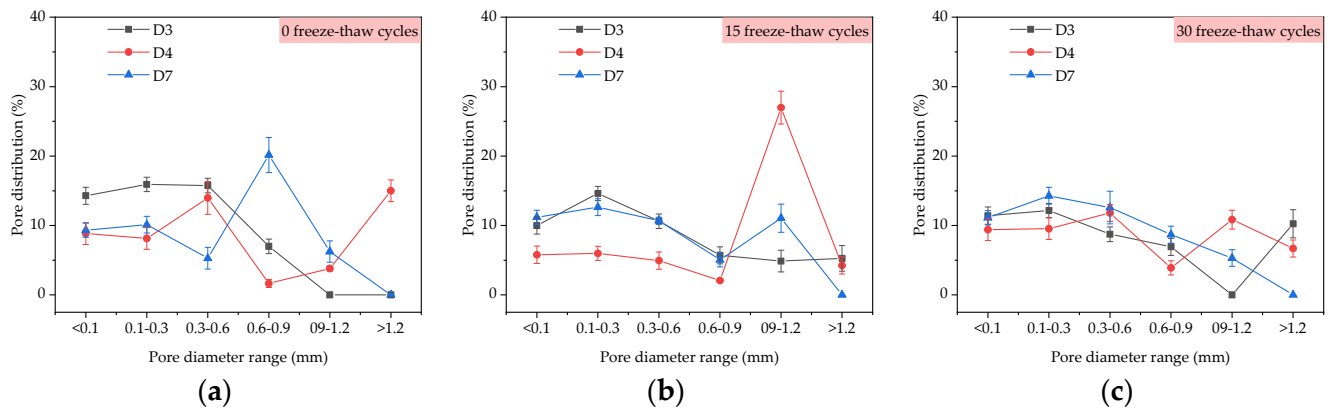 40
30
20
10
0
Pore distribution (%)
D3
D4
D7
0 freeze-thaw cycles
<0.1
0.1-0.3
0.3-0.6
0.6-0.9
09-1.2
>1.2
Pore diameter range (mm)
(a)
40
30
20
10
0
Pore distribution (%)
D3
D4
D7
15 freeze-thaw cycles
<0.1
0.1-0.3
0.3-0.6
0.6-0.9
09-1.2
>1.2
Pore diameter range (mm)
(b)
40
30
20
10
0
Pore distribution (%)
D3
D4
D7
30 freeze-thaw cycles
<0.1
0.1-0.3
0.3-0.6
0.6-0.9
09-1.2
>1.2
Pore diameter range (mm)
(c)